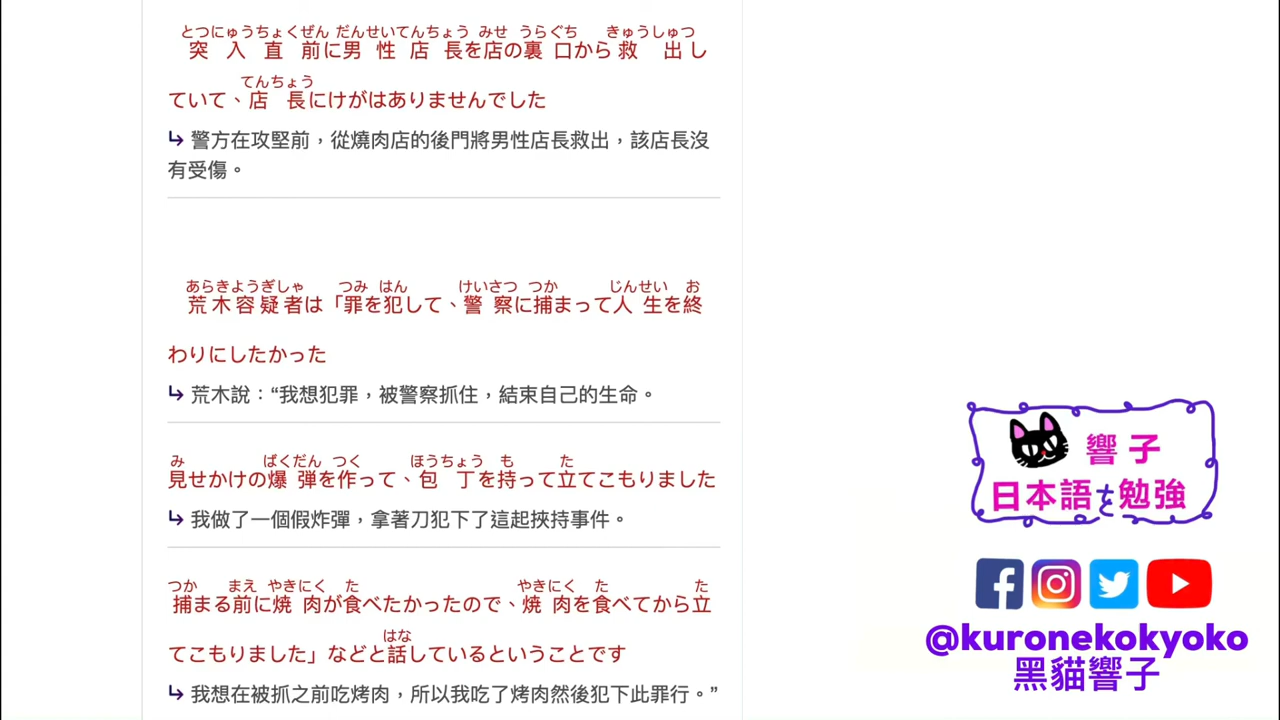 とつにゅうちょくぜん だんせいてんちょう みせ うらぐち きゅうしゅつ
突入直前に男性店長を店の裏口から救出し
てんちょう
ていて、店長にけがはありませんでした
↳ 警方在攻堅前，從燒肉店的後門將男性店長救出，該店長沒
有受傷。
あらきようぎしゃ つみ はん けいさつ つか じんせい お
荒木容疑者は「罪を犯して、警察に捕まって人生を終
わりにしたかった
↳ 荒木說：“我想犯罪，被警察抓住，結束自己的生命。
み ばくだん つく ほうちょう も た
見せかけの爆弾を作って、包丁を持って立てこもりました
↳ 我做了一個假炸彈，拿著刀犯下了這起挾持事件。
つか まえ やきにく た やきにく た た
捕まる前に焼肉が食べたかったので、焼肉を食べてから立
はな
てこもりました」などと話しているということです
↳ 我想在被抓之前吃烤肉，所以我吃了烤肉然後犯下此罪行。”
響子
日本語を勉強
@kuronekokyoko
黑貓響子